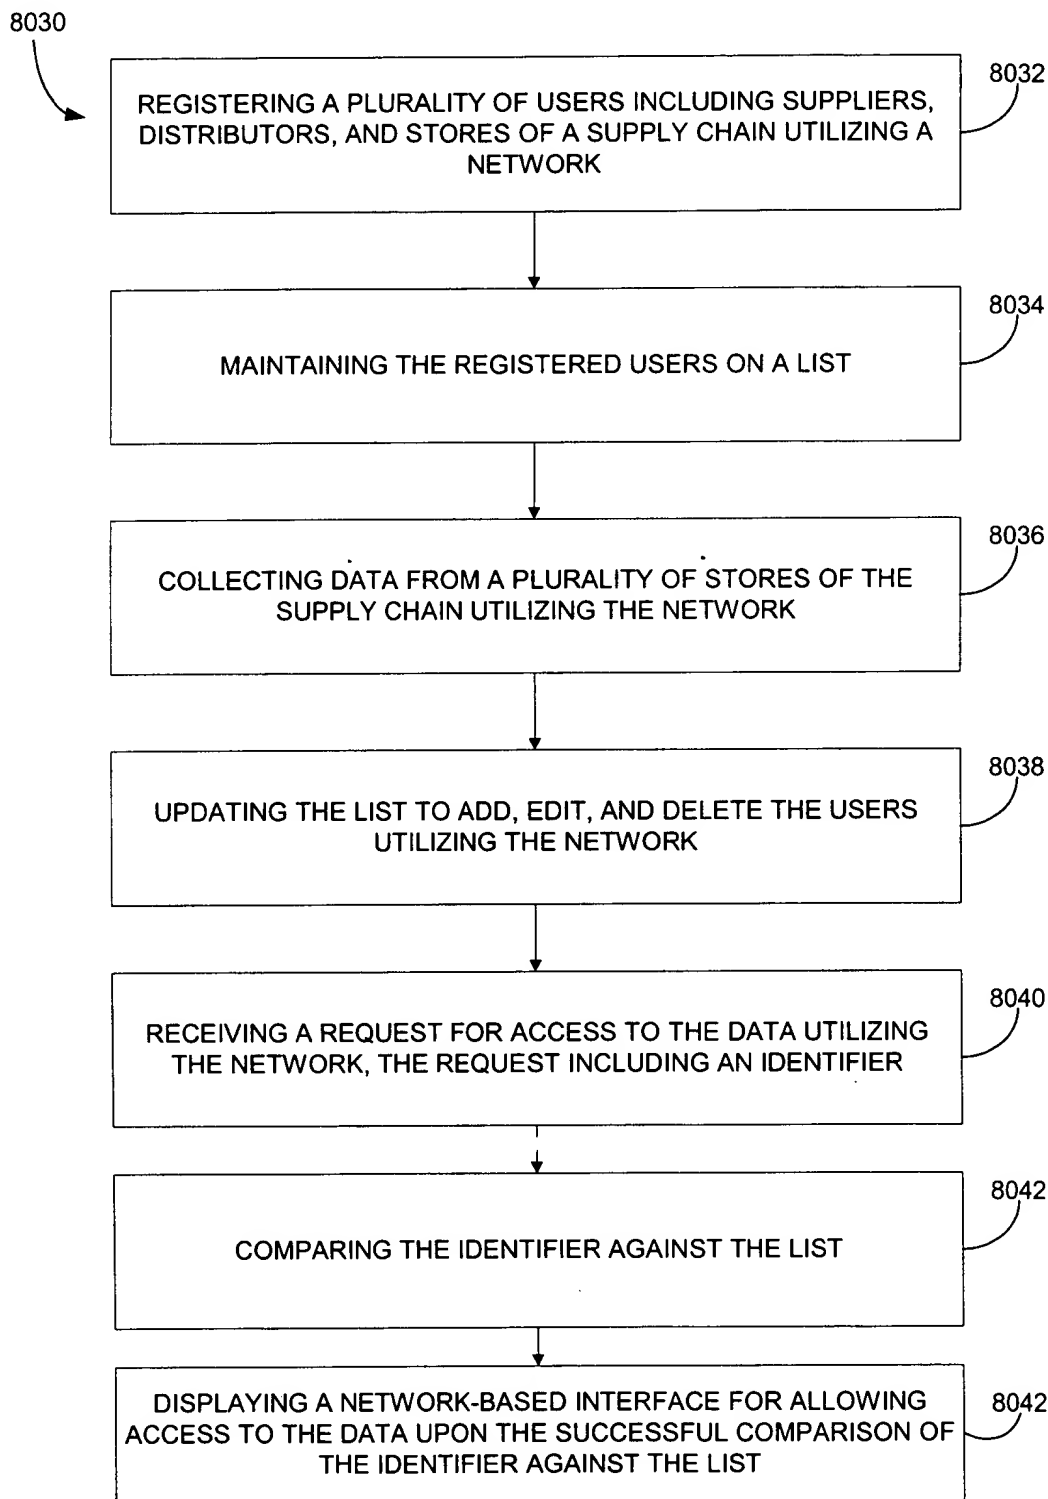 8030
8032
REGISTERING A PLURALITY OF USERS INCLUDING SUPPLIERS,
DISTRIBUTORS, AND STORES OF A SUPPLY CHAIN UTILIZING A
NETWORK
8034
MAINTAINING THE REGISTERED USERS ON A LIST
8036
COLLECTING DATA FROM A PLURALITY OF STORES OF THE
SUPPLY CHAIN UTILIZING THE NETWORK
8038
UPDATING THE LIST TO ADD, EDIT, AND DELETE THE USERS
UTILIZING THE NETWORK
8040
RECEIVING A REQUEST FOR ACCESS TO THE DATA UTILIZING
THE NETWORK, THE REQUEST INCLUDING AN IDENTIFIER
8042
COMPARING THE IDENTIFIER AGAINST THE LIST
8042
DISPLAYING A NETWORK-BASED INTERFACE FOR ALLOWING
ACCESS TO THE DATA UPON THE SUCCESSFUL COMPARISON OF
THE IDENTIFIER AGAINST THE LIST